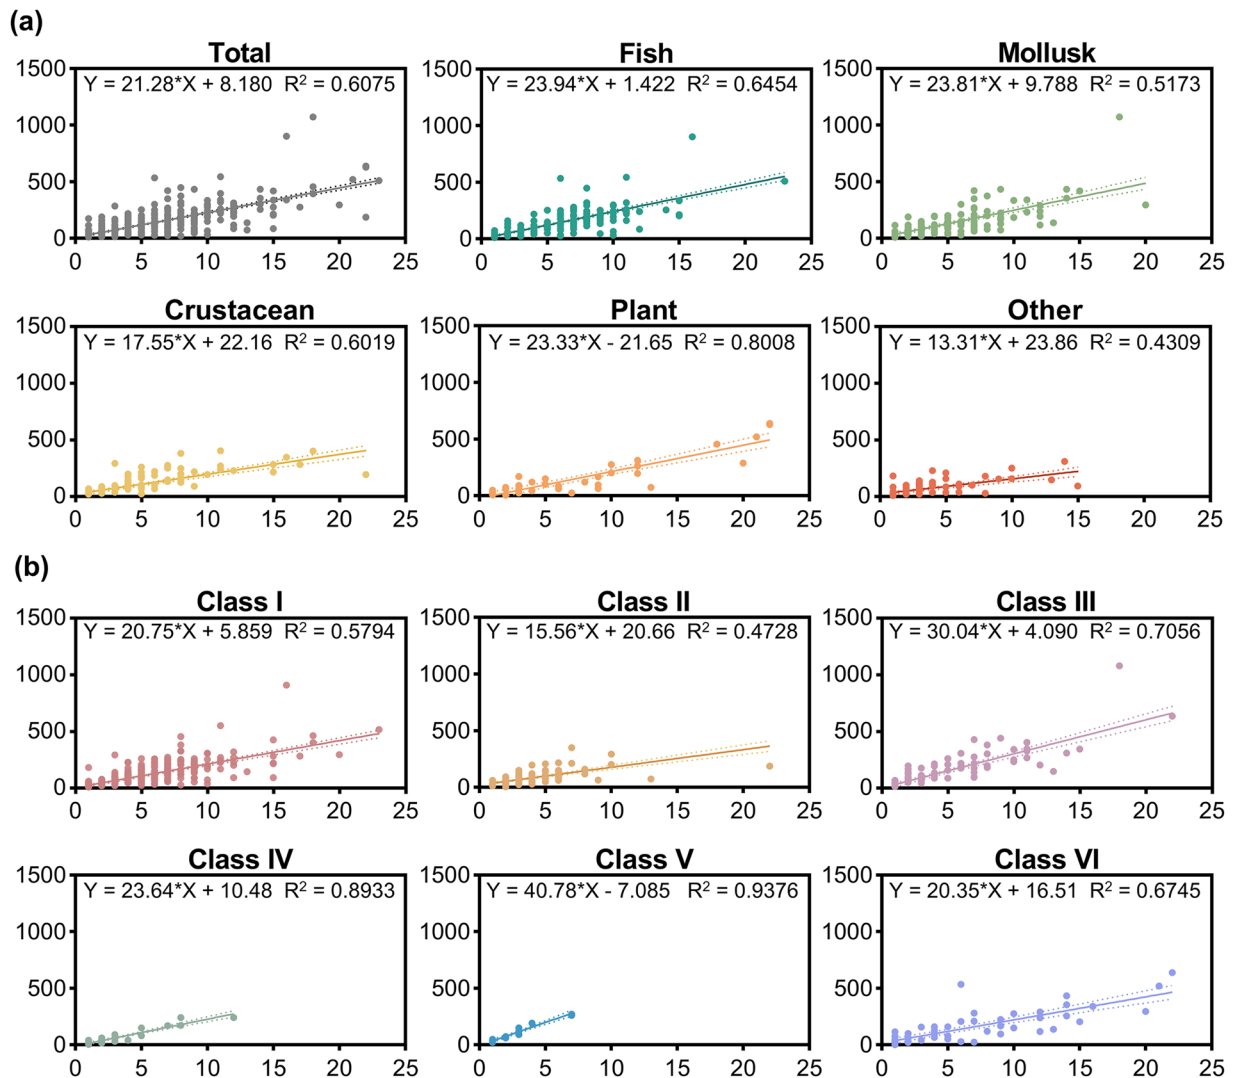 (a)
Total
Y = 21.28*X + 8.180 R² = 0.6075
1500
1000
500
0
0 5 10 15 20 25
Fish
Y = 23.94*X + 1.422 R² = 0.6454
1500
1000
500
0
0 5 10 15 20 25
Mollusk
Y = 23.81*X + 9.788 R² = 0.5173
1500
1000
500
0
0 5 10 15 20 25
Crustacean
Y = 17.55*X + 22.16 R² = 0.6019
1500
1000
500
0
0 5 10 15 20 25
Plant
Y = 23.33*X - 21.65 R² = 0.8008
1500
1000
500
0
0 5 10 15 20 25
Other
Y = 13.31*X + 23.86 R² = 0.4309
1500
1000
500
0
0 5 10 15 20 25
(b)
Class I
Y = 20.75*X + 5.859 R² = 0.5794
1500
1000
500
0
0 5 10 15 20 25
Class II
Y = 15.56*X + 20.66 R² = 0.4728
1500
1000
500
0
0 5 10 15 20 25
Class III
Y = 30.04*X + 4.090 R² = 0.7056
1500
1000
500
0
0 5 10 15 20 25
Class IV
Y = 23.64*X + 10.48 R² = 0.8933
1500
1000
500
0
0 5 10 15 20 25
Class V
Y = 40.78*X - 7.085 R² = 0.9376
1500
1000
500
0
0 5 10 15 20 25
Class VI
Y = 20.35*X + 16.51 R² = 0.6745
1500
1000
500
0
0 5 10 15 20 25